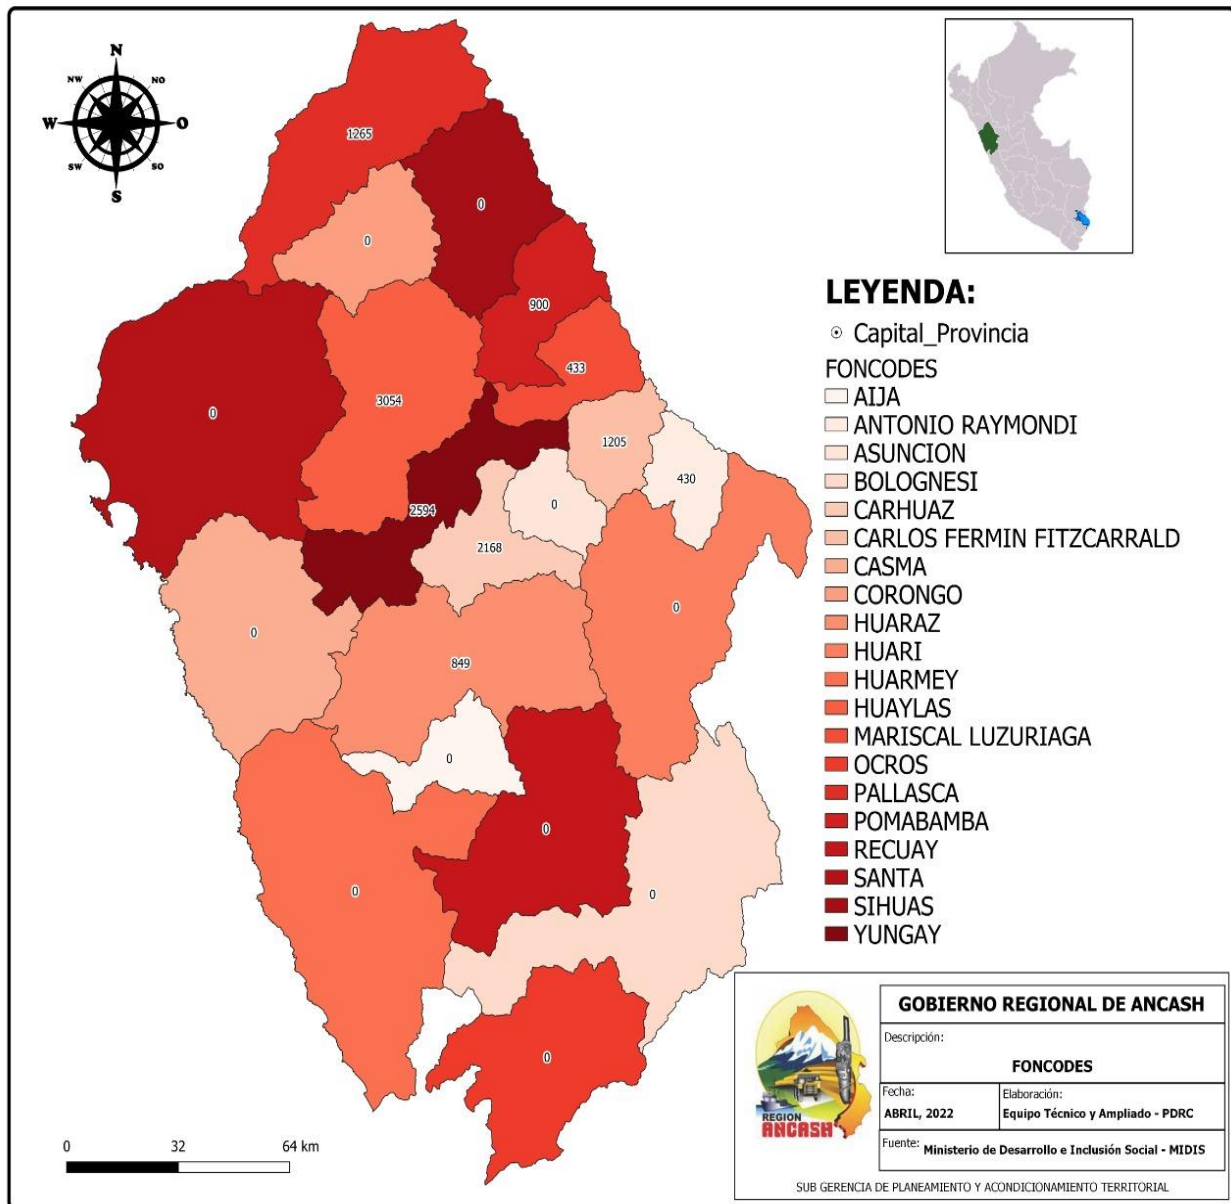 N
NW
NO
W
O
SW
SO
S
1265
0
0
900
433
3054
0
1205
430
0
2594
2168
0
0
849
0
0
0
0
0
LEYENDA:
Capital_Provincia
FONCODES
AIJA
ANTONIO RAYMONDI
ASUNCION
BOLOGNESI
CARHUAZ
CARLOS FERMIN FITZCARRALD
CASMA
CORONGO
HUARAZ
HUARI
HUARMEY
HUAYLAS
MARISCAL LUZURIAGA
OCROS
PALLASCA
POMABAMBA
RECUAY
SANTA
SIHUAS
YUNGAY
0 32 64 km
REGION
ANCASH
GOBIERNO REGIONAL DE ANCASH
Descripción:
FONCODES
Fecha:
ABRIL, 2022
Elaboración:
Equipo Técnico y Ampliado - PDRC
Fuente: Ministerio de Desarrollo e Inclusión Social - MIDIS
SUB GERENCIA DE PLANEAMIENTO Y ACONDICIONAMIENTO TERRITORIAL